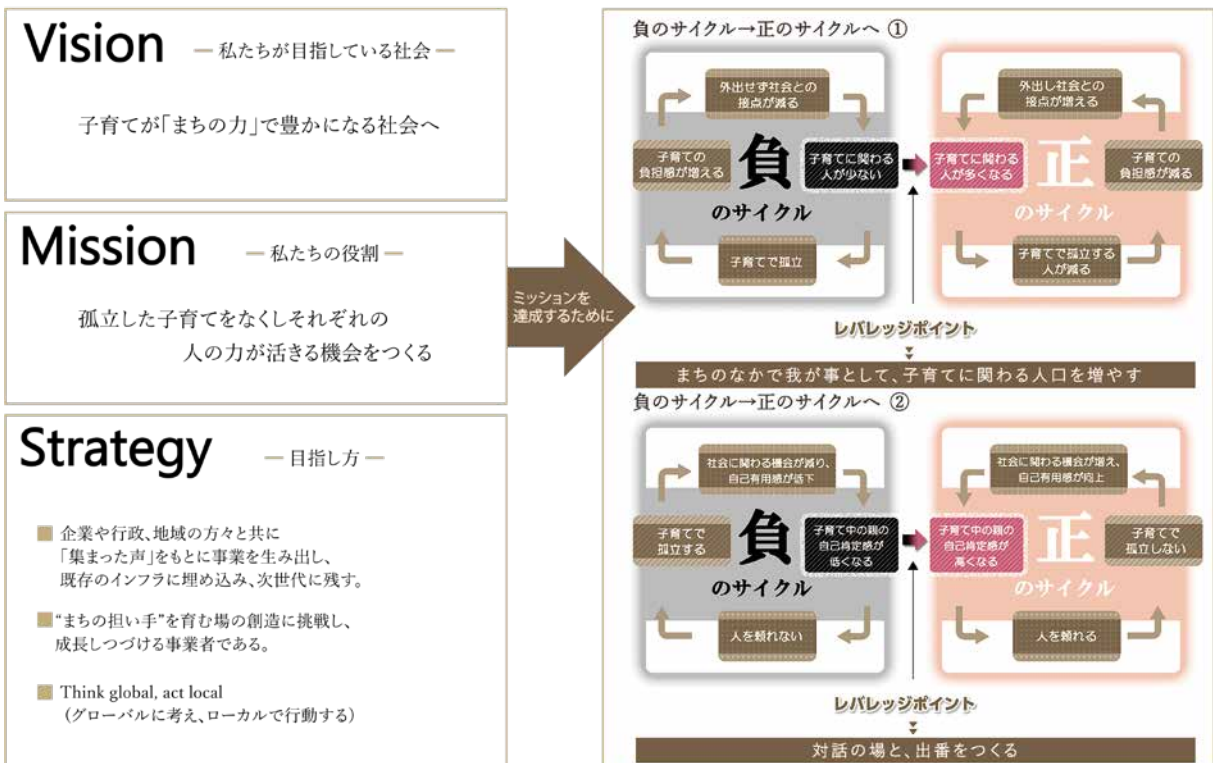 Vision ー私たちが目指している社会ー
子育てが「まちの力」で豊かになる社会へ
Mission ー私たちの役割ー
孤立した子育てをなくしそれぞれの
人の力が活きる機会をつくる
Strategy ー目指し方ー
企業や行政、地域の方々と共に
「集まった声」をもとに事業を生み出し、
既存のインフラに埋め込み、次世代に残す。
“まちの担い手”を育む場の創造に挑戦し、
成長しつづける事業者である。
Think global, act local
(グローバルに考え、ローカルで行動する)
ミッションを
達成するために
負のサイクル→正のサイクルへ ①
外出せず社会との
接点が減る
子育ての
負担感が増える
負
のサイクル
子育てに関わる
人が少ない
子育てで孤立
外出し社会との
接点が増える
子育てに関わる
人が多くなる
正
のサイクル
子育ての
負担感が減る
子育てで孤立する
人が減る
レバレッジポイント
まちのなかで我が事として、子育てに関わる人口を増やす
負のサイクル→正のサイクルへ ②
社会に関わる機会が減り、
自己有用感が低下
子育てで
孤立する
負
のサイクル
子育て中の親の
自己肯定感が
低くなる
人を頼れない
社会に関わる機会が増え、
自己有用感が向上
子育て中の親の
自己肯定感が
高くなる
正
のサイクル
子育てで
孤立しない
人を頼れる
レバレッジポイント
対話の場と、出番をつくる